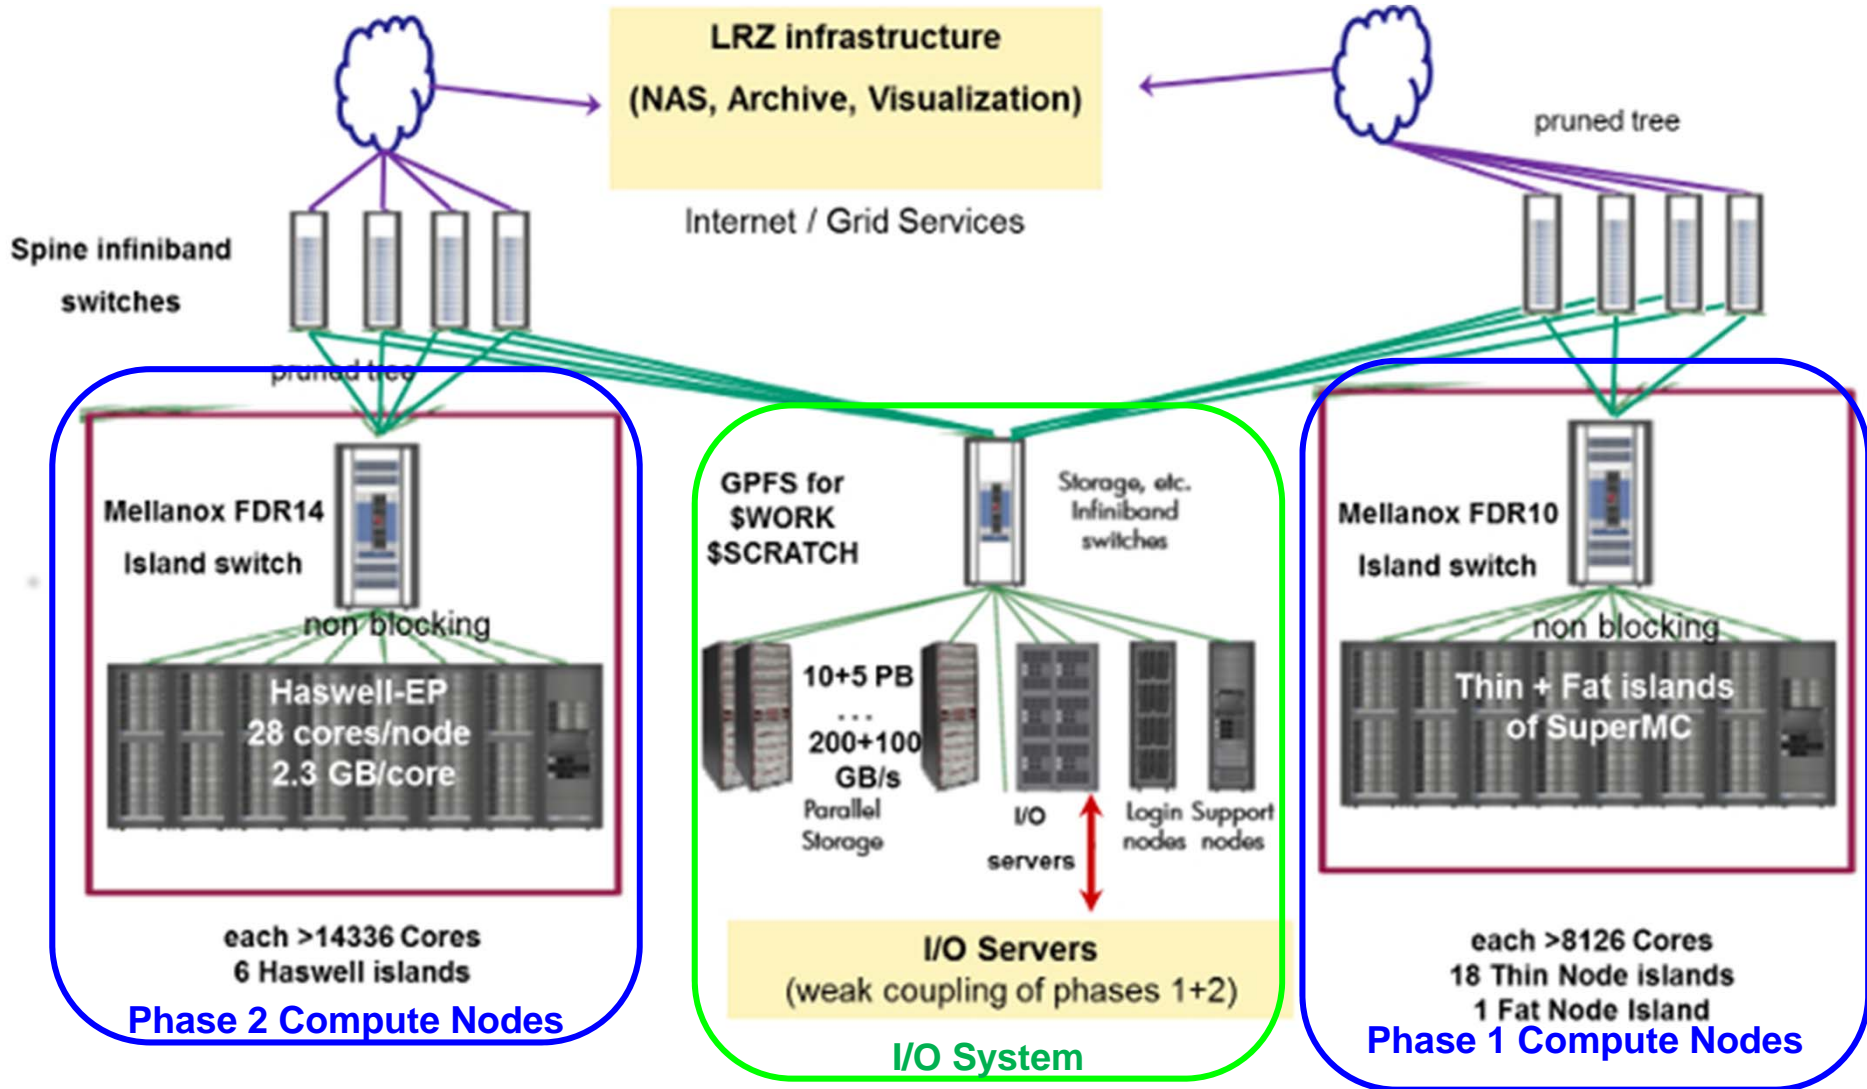 LRZ infrastructure
(NAS, Archive, Visualization)
Internet / Grid Services
pruned tree
Spine infiniband
switches
pruned tree
Mellanox FDR14
Island switch
non blocking
Haswell-EP
28 cores/node
2.3 GB/core
each >14336 Cores
6 Haswell islands
Phase 2 Compute Nodes
GPFS for
$WORK
$SCRATCH
Storage, etc.
Infiniband
switches
10+5 PB
...
200+100
GB/s
Parallel
Storage
I/O
servers
Login
nodes
Support
nodes
I/O Servers
(weak coupling of phases 1+2)
I/O System
Mellanox FDR10
Island switch
non blocking
Thin + Fat islands
of SuperMC
each >8126 Cores
18 Thin Node islands
1 Fat Node Island
Phase 1 Compute Nodes